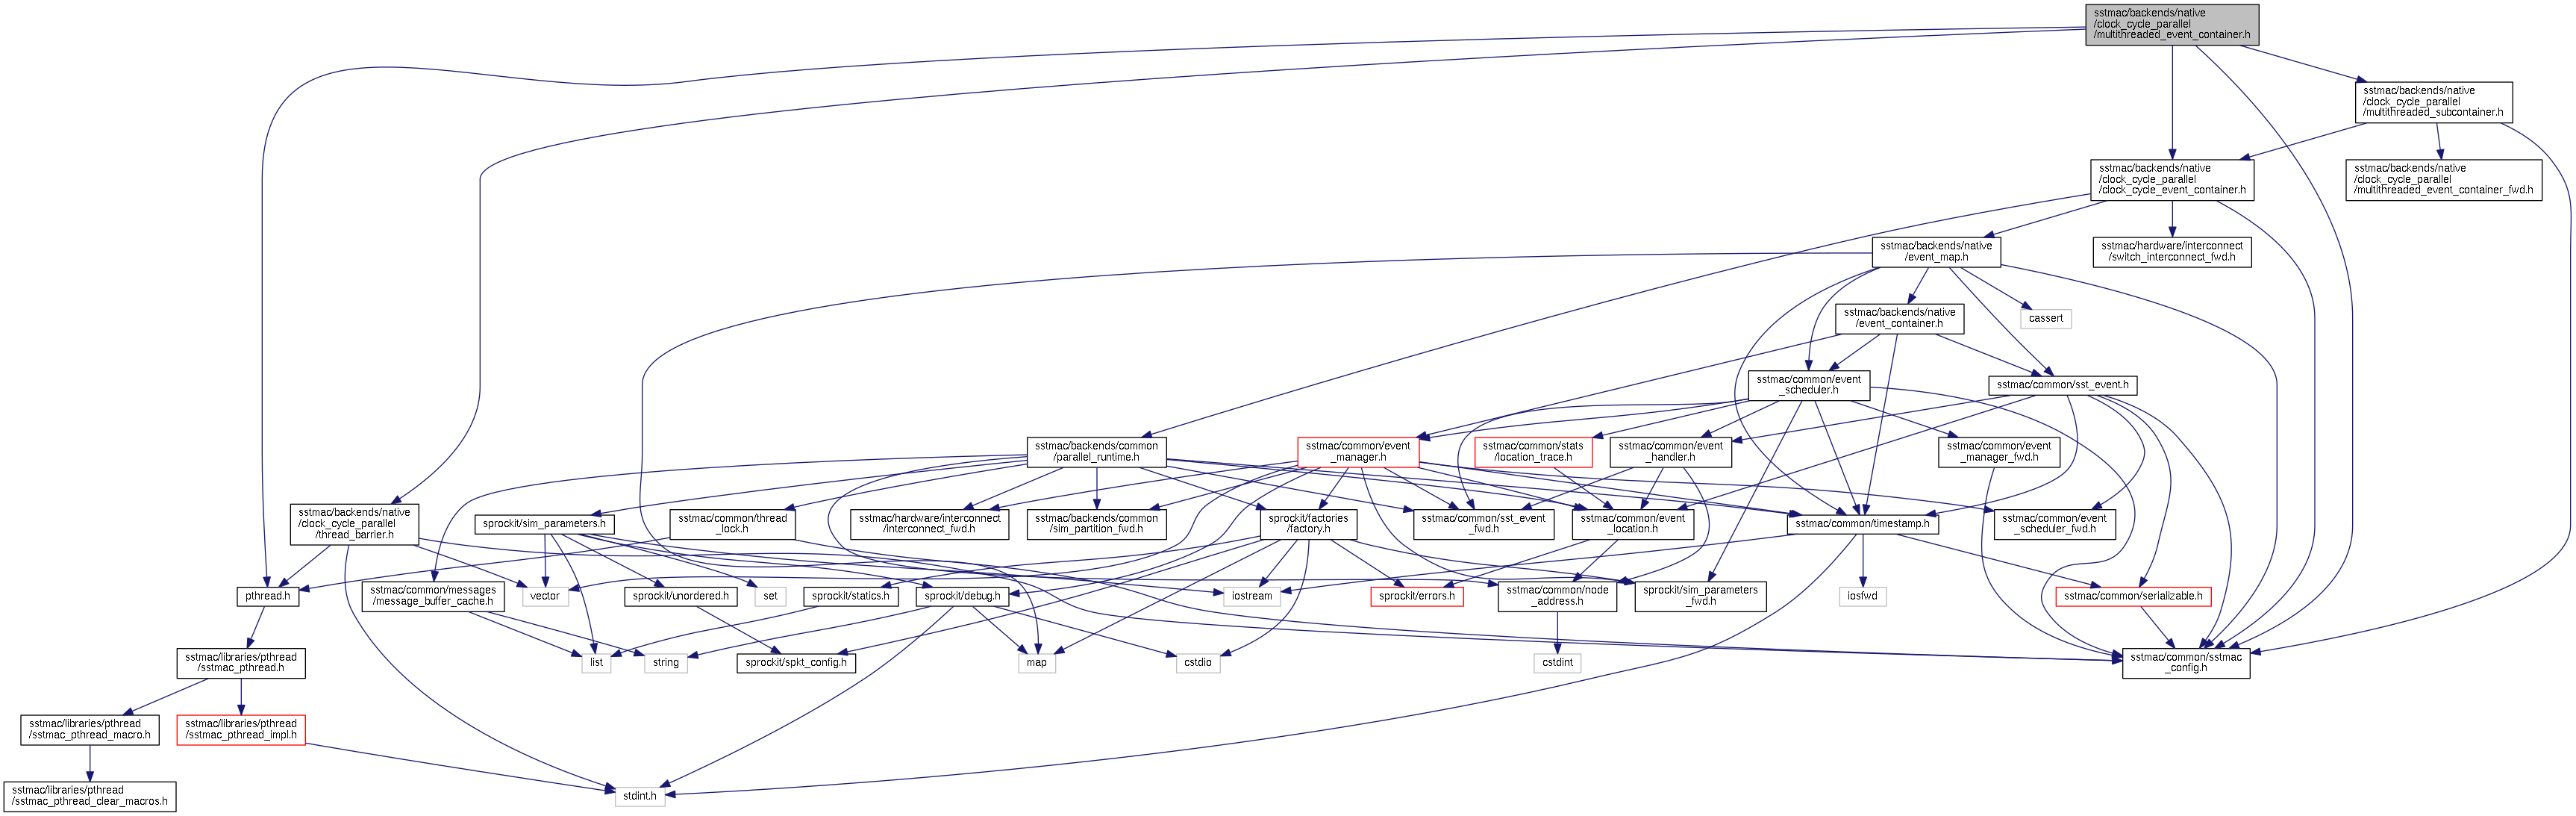 sstmac/backends/native
/clock_cycle_parallel
/multithreaded_event_container.h
sstmac/backends/native
/clock_cycle_parallel
/multithreaded_subcontainer.h
sstmac/backends/native
/clock_cycle_parallel
/clock_cycle_event_container.h
sstmac/backends/native
/clock_cycle_parallel
/multithreaded_event_container_fwd.h
sstmac/backends/native
/event_map.h
sstmac/hardware/interconnect
/switch_interconnect_fwd.h
sstmac/backends/native
/event_container.h
cassert
sstmac/common/event
_scheduler.h
sstmac/common/sst_event.h
sstmac/backends/common
/parallel_runtime.h
sstmac/common/event
_manager.h
sstmac/common/stats
/location_trace.h
sstmac/common/event
_handler.h
sstmac/common/event
_manager_fwd.h
sstmac/backends/native
/clock_cycle_parallel
/thread_barrier.h
sprockit/sim_parameters.h
sstmac/common/thread
_lock.h
sstmac/hardware/interconnect
/interconnect_fwd.h
sstmac/backends/common
/sim_partition_fwd.h
sprockit/factories
/factory.h
sstmac/common/sst_event
_fwd.h
sstmac/common/event
_location.h
sstmac/common/timestamp.h
sstmac/common/event
_scheduler_fwd.h
pthread.h
sstmac/common/messages
/message_buffer_cache.h
vector
sprockit/unordered.h
set
sprockit/statics.h
sprockit/debug.h
iostream
sprockit/errors.h
sstmac/common/node
_address.h
sprockit/sim_parameters
_fwd.h
iosfwd
sstmac/common/serializable.h
sstmac/libraries/pthread
/sstmac_pthread.h
list
string
sprockit/spkt_config.h
map
cstdio
cstdint
sstmac/common/sstmac
_config.h
sstmac/libraries/pthread
/sstmac_pthread_macro.h
sstmac/libraries/pthread
/sstmac_pthread_impl.h
sstmac/libraries/pthread
/sstmac_pthread_clear_macros.h
stdint.h